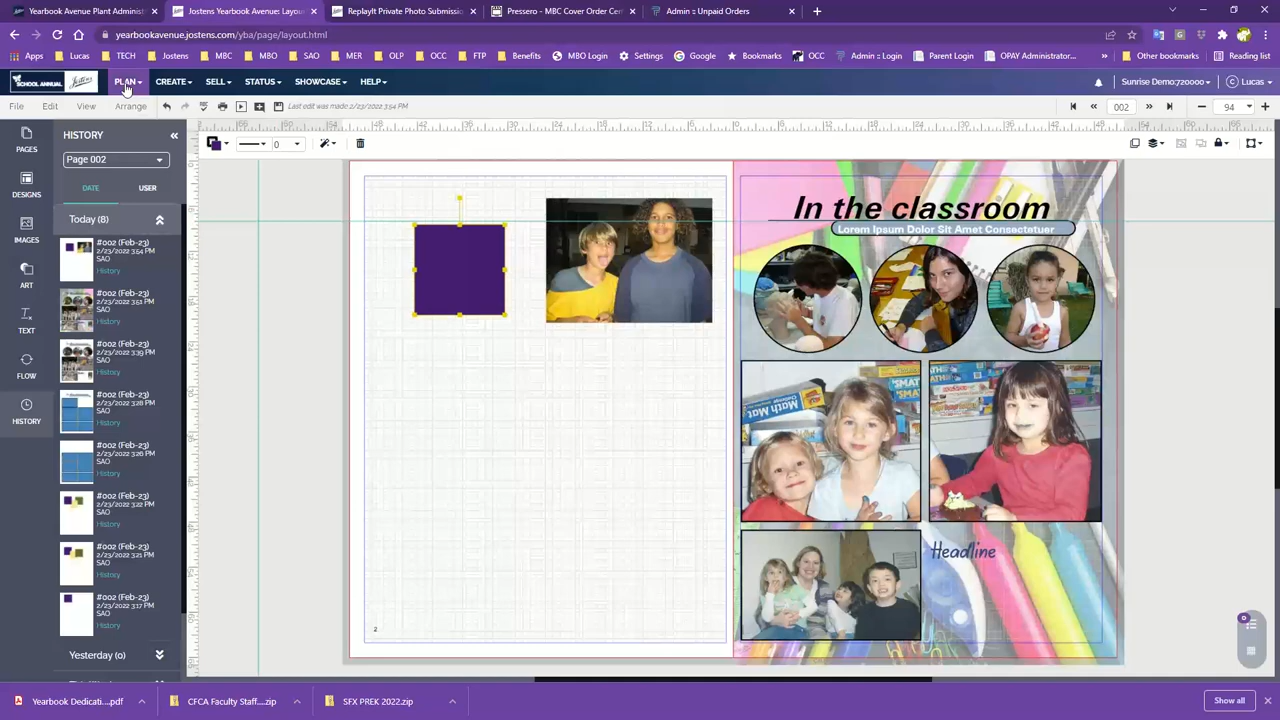 Yearbook Avenue Plan Administr
Jostens Yearbook Avenue: Layou
ReplayIt Private Photo Submissio
Pressero - MBC Cover Order Cer
Admin :: Unpaid Orders
yearbookavenue.jostens.com/yba/page/layout.html
Apps
Lucas
TECH
Jostens
MBC
SAO
MER
OLP
OCC
FTP
Benefits
MBO Login
Settings
Google
Bookmarks
OCC
Parent Login
OPAY Administrator...
Other bookmarks
Reading list
SCHOOL ANNUAL
Jostens
PLAN
CREATE
SELL
STATUS
SHOWCASE
HELP
Sunrise Demo:770000
Lucas
File
Edit
View
Arrange
Last edit was made: 2/23/2022 3:54 PM
002
94
PAGES
DESIGNS
IMAGES
ART
TEXT
FLOW
HISTORY
HISTORY
Page 002
DATE
USER
Today (8)
#002 (Feb-23)
2/23/2022 3:54 PM
SAO
History
#002 (Feb-23)
2/23/2022 3:51 PM
SAO
History
#002 (Feb-23)
2/23/2022 3:39 PM
SAO
History
#002 (Feb-23)
2/23/2022 3:28 PM
SAO
History
#002 (Feb-23)
2/23/2022 3:26 PM
SAO
History
#002 (Feb-23)
2/23/2022 3:22 PM
SAO
History
#002 (Feb-23)
2/23/2022 3:21 PM
SAO
History
#002 (Feb-23)
2/23/2022 3:17 PM
SAO
History
Yesterday (0)
0
In the classroom
Lorem Ipsum Dolor Sit Amet Consectetuer
Headline
2
Yearbook Dedicati....pdf
CFCA Faculty Staff....zip
SFX PREK 2022.zip
Show all